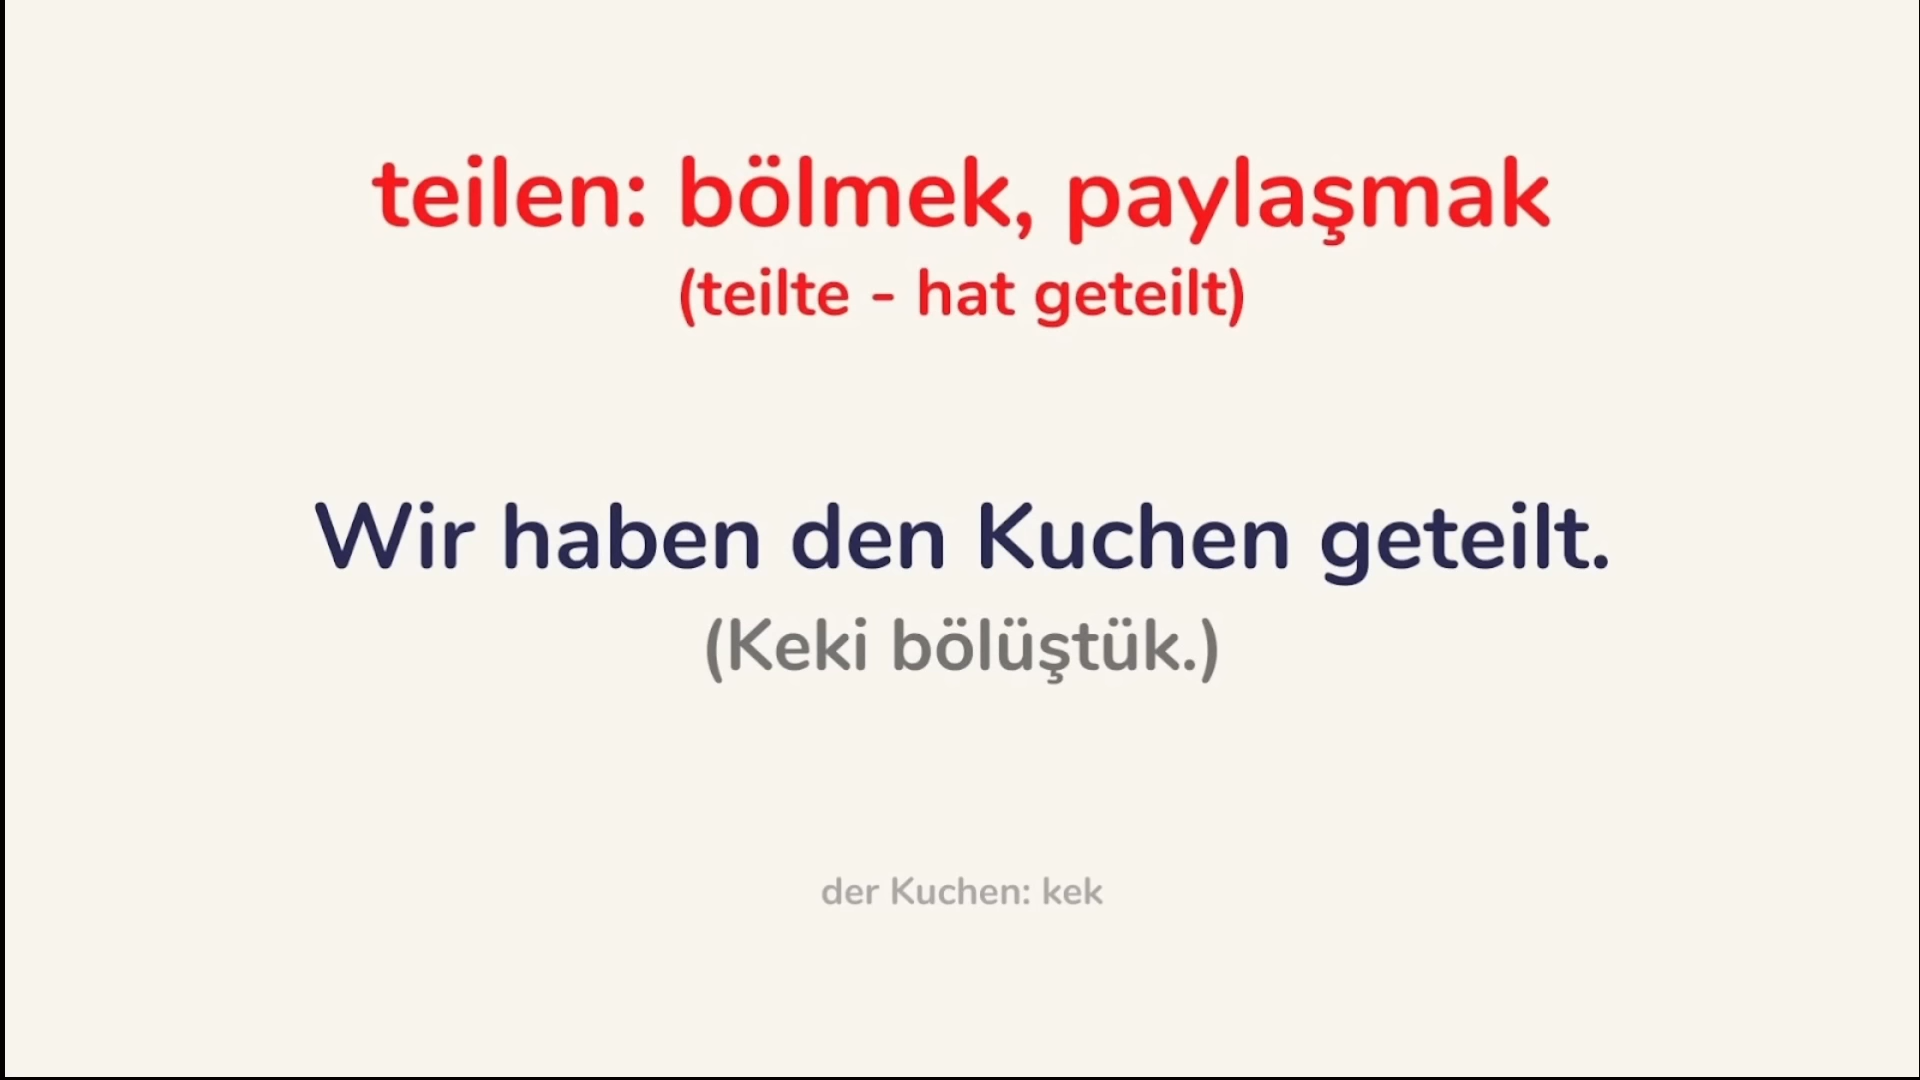 teilen: bölmek, paylaşmak
(teilte - hat geteilt)
Wir haben den Kuchen geteilt.
(Keki bölüştük.)
der Kuchen: kek